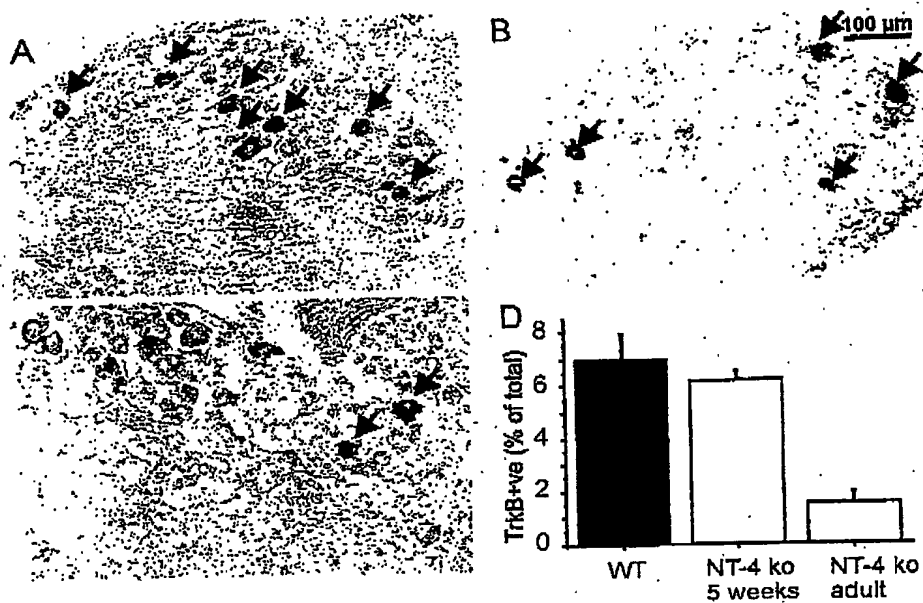 A
B
100 µm
D
TrkB+ve (% of total)
8
6
4
2
0
WT
NT-4 ko
5 weeks
NT-4 ko
adult